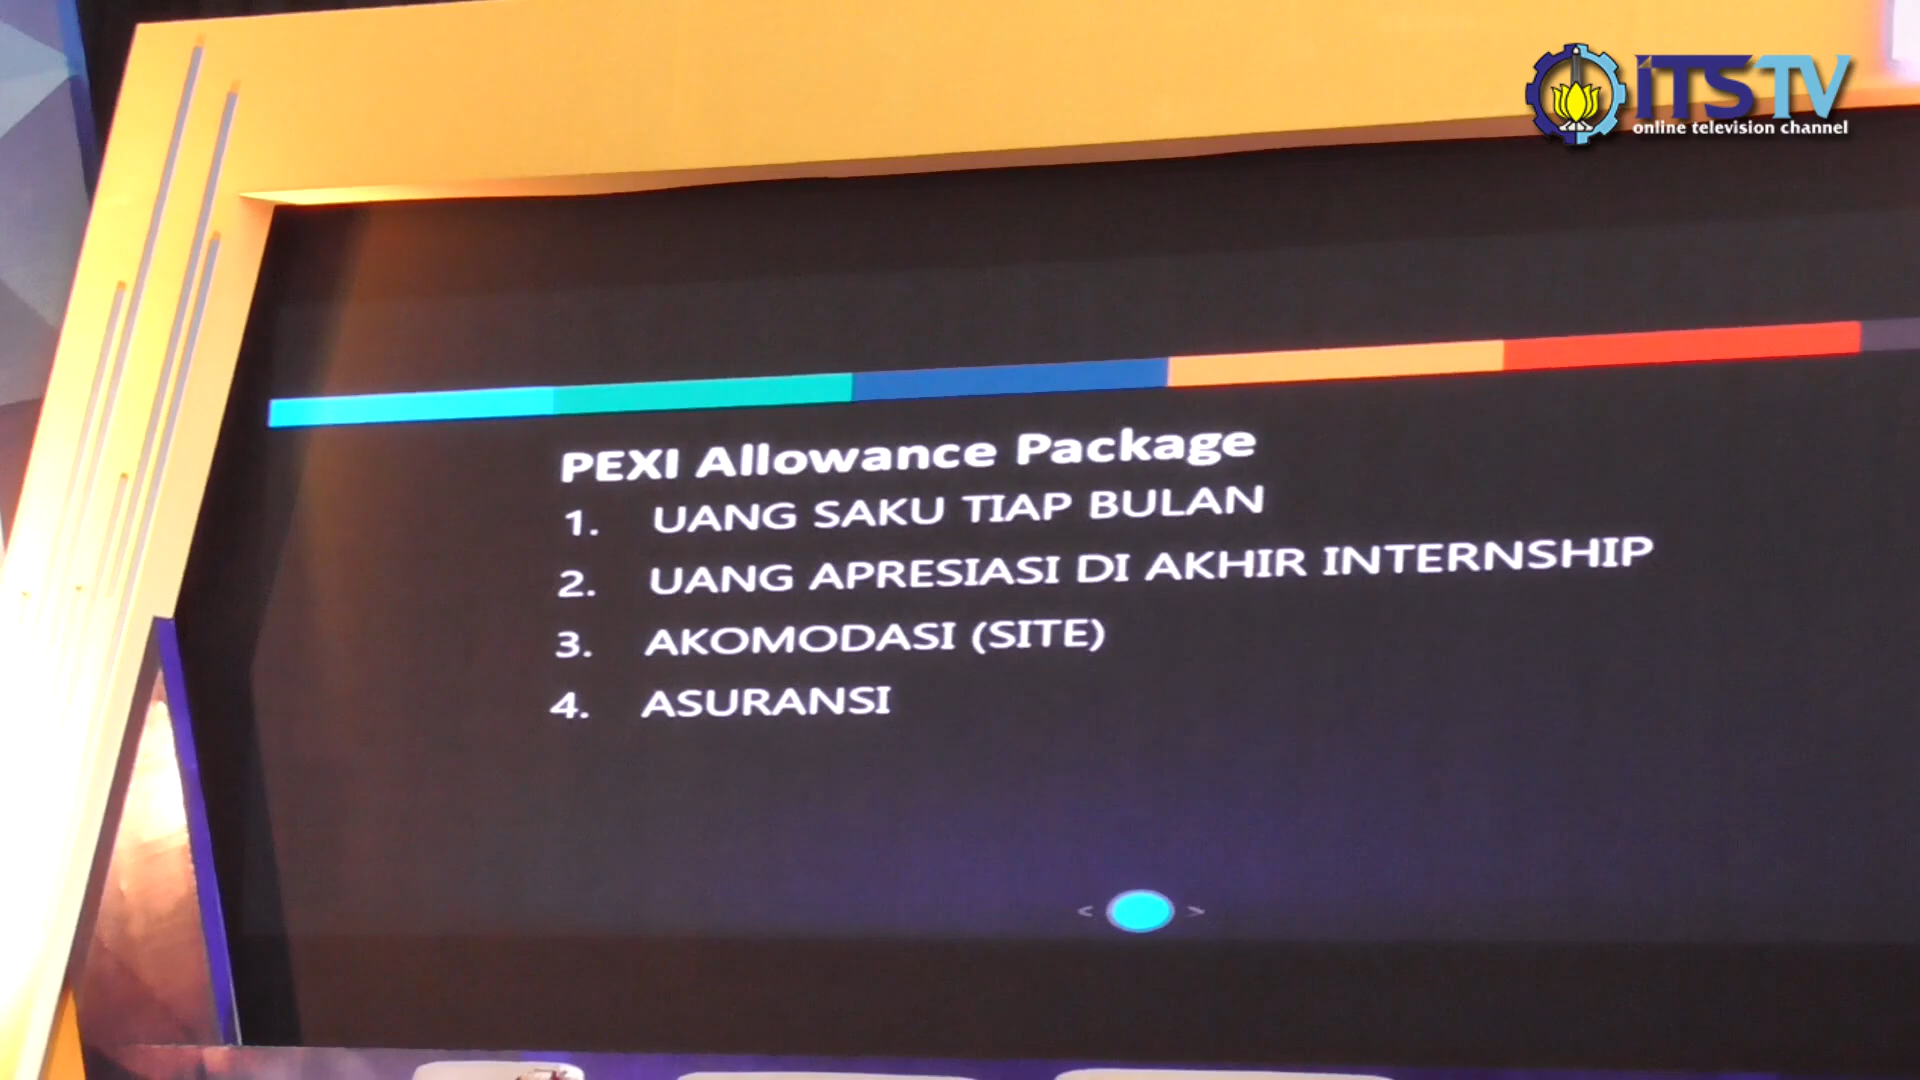 iTSTV
online television channel
PEXI Allowance Package
1. UANG SAKU TIAP BULAN
2. UANG APRESIASI DI AKHIR INTERNSHIP
3. AKOMODASI (SITE)
4. ASURANSI
< >